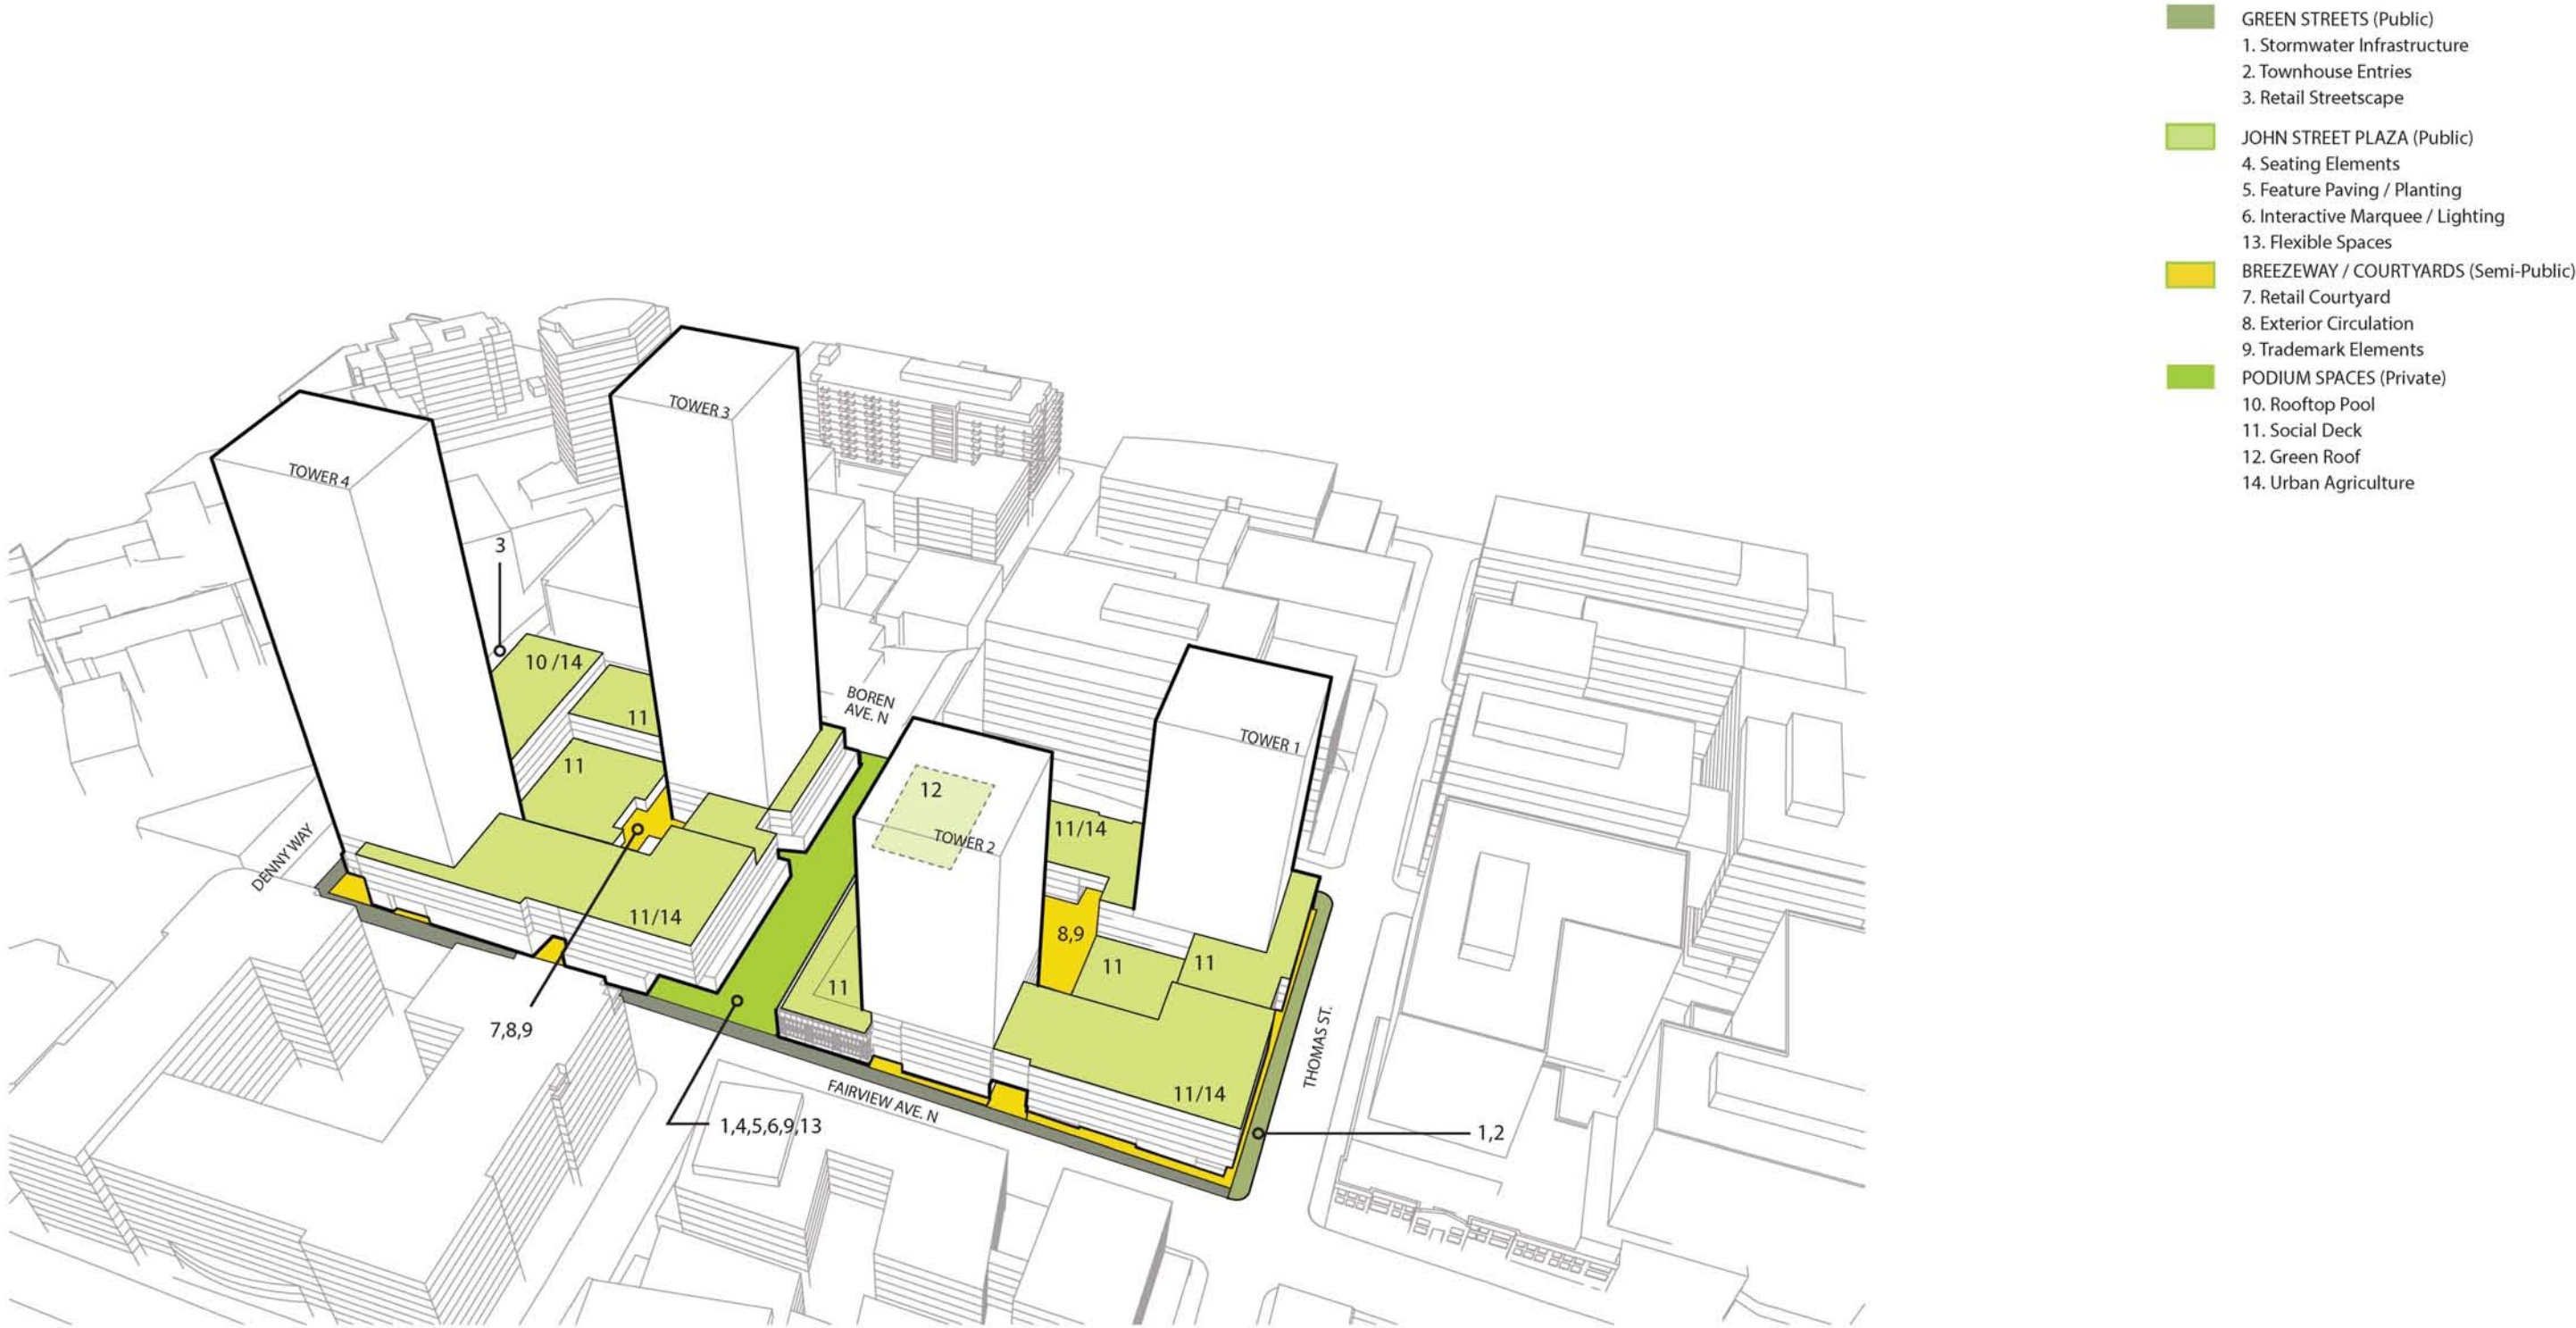 GREEN STREETS (Public)
1. Stormwater Infrastructure
2. Townhouse Entries
3. Retail Streetscape
JOHN STREET PLAZA (Public)
4. Seating Elements
5. Feature Paving / Planting
6. Interactive Marquee / Lighting
13. Flexible Spaces
BREEZEWAY / COURTYARDS (Semi-Public)
7. Retail Courtyard
8. Exterior Circulation
9. Trademark Elements
PODIUM SPACES (Private)
10. Rooftop Pool
11. Social Deck
12. Green Roof
14. Urban Agriculture
TOWER 3
TOWER 4
3
10 /14
11
BOREN
AVE. N
11
TOWER 1
12
TOWER 2
11/14
DENNY WAY
11/14
8,9
11
11
11
7,8,9
THOMAS ST.
11/14
FAIRVIEW AVE. N
1,4,5,6,9,13
1,2